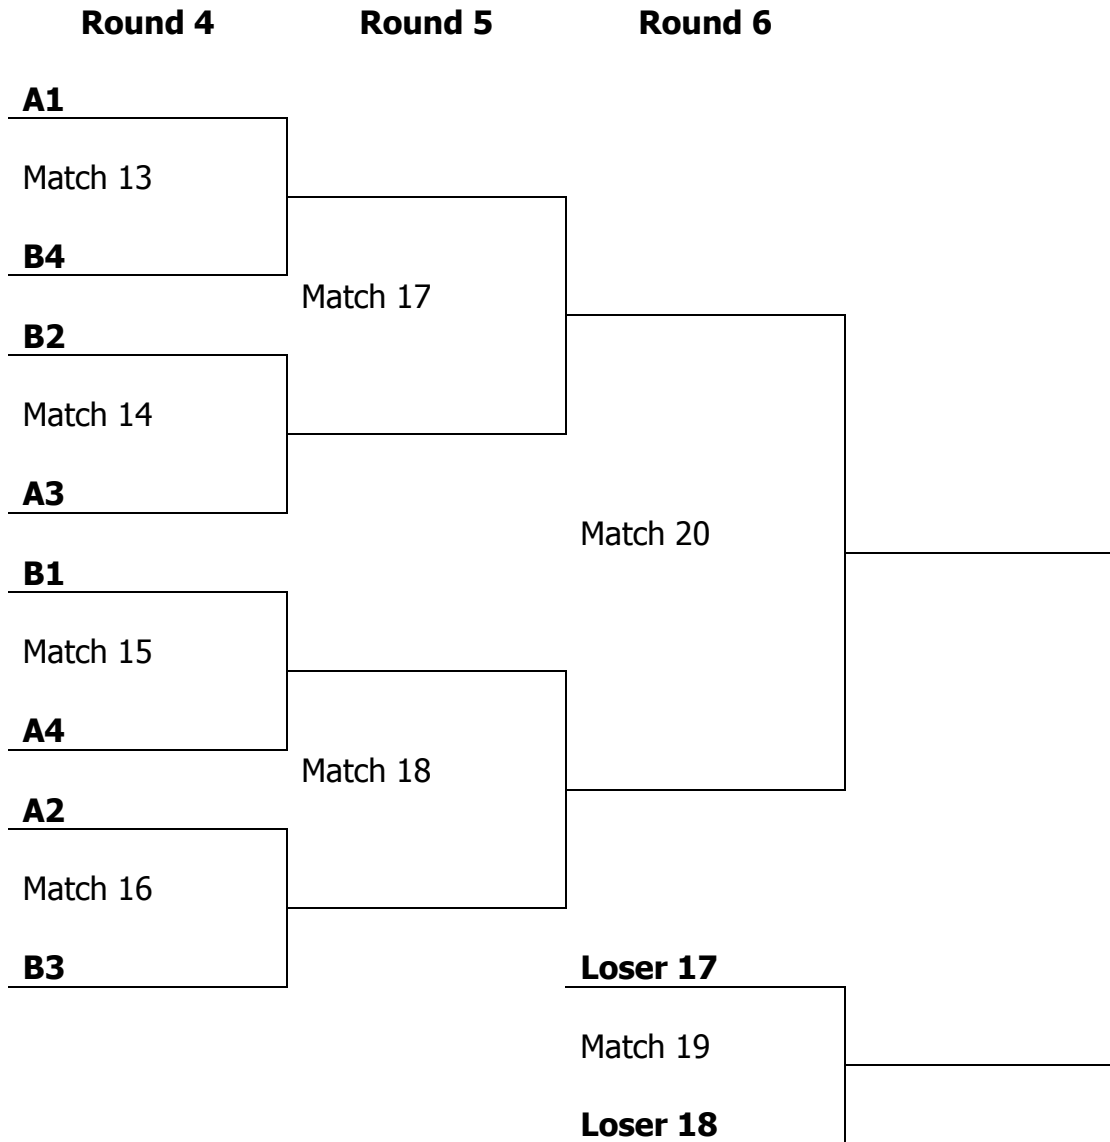 Round 4 Round 5 Round 6
A1
Match 13
B4
Match 17
B2
Match 14
A3
Match 20
B1
Match 15
A4
Match 18
A2
Match 16
B3
Loser 17
Match 19
Loser 18